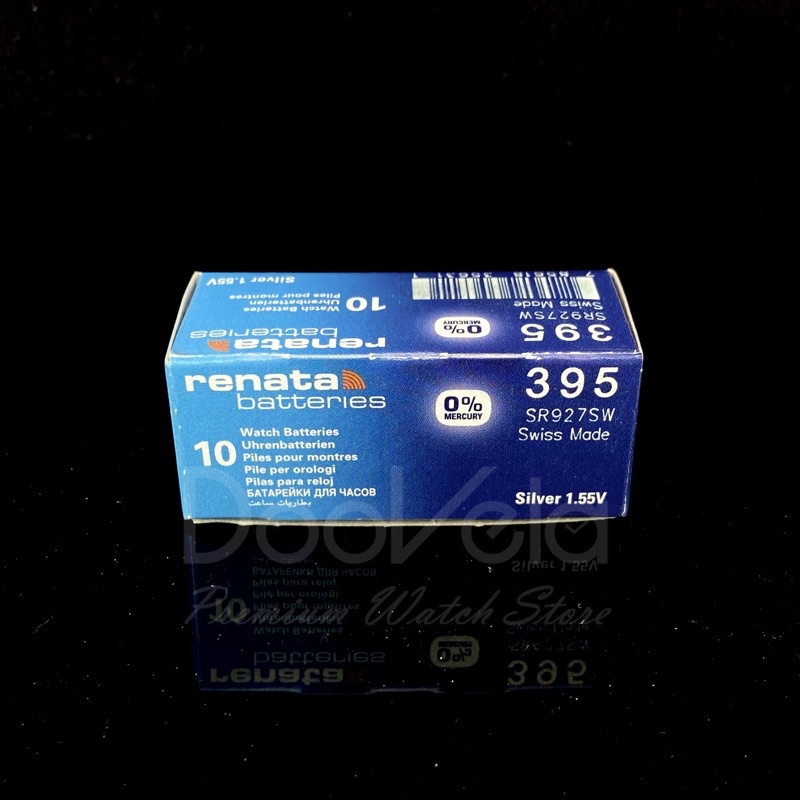 Silver 1.55V
10
Watch Batteries
Uhrenbatterien
Piles pour montres
renata
batteries
0%
MERCURY
Swiss Made
SR927SW
395
renata
batteries
10
Watch Batteries
Uhrenbatterien
Piles pour montres
Pile per orologi
Pilas para reloj
БАТАРЕЙКИ ДЛЯ ЧАСОВ
بطاريات ساعت
0%
MERCURY
395
SR927SW
Swiss Made
Silver 1.55V
DooVela
Premium Watch Store